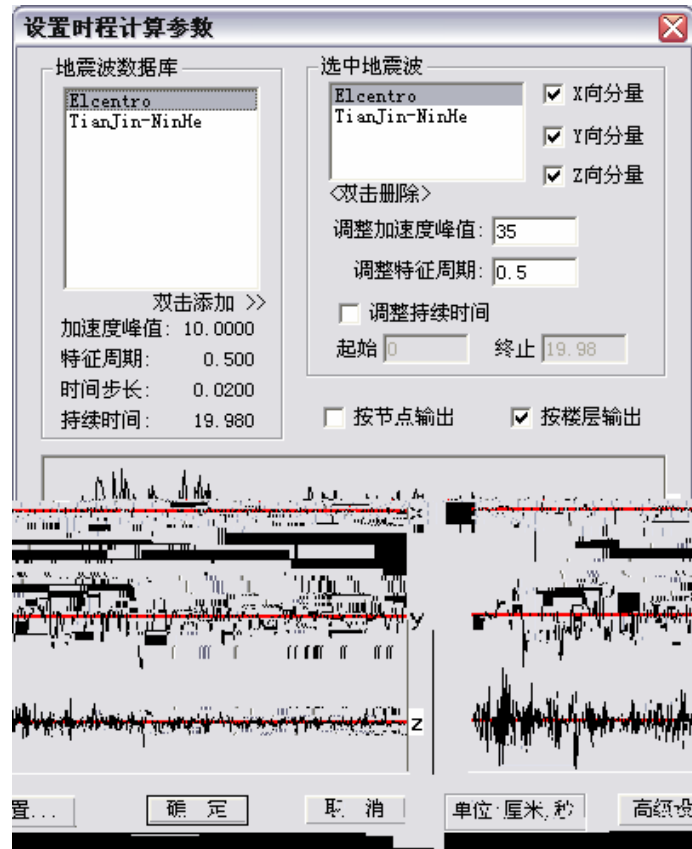 设置时程计算参数
地震波数据库
Elcentro
TianJin-NinHe
双击添加 >>
加速度峰值: 10.0000
特征周期: 0.500
时间步长: 0.0200
持续时间: 19.980
选中地震波
Elcentro
TianJin-NinHe
<双击删除>
X向分量
Y向分量
Z向分量
调整加速度峰值: 35
调整特征周期: 0.5
调整持续时间
起始 0 终止 19.98
按节点输出 按楼层输出
x
y
z
置... 确 定 取 消 单位:厘米,秒 高级设